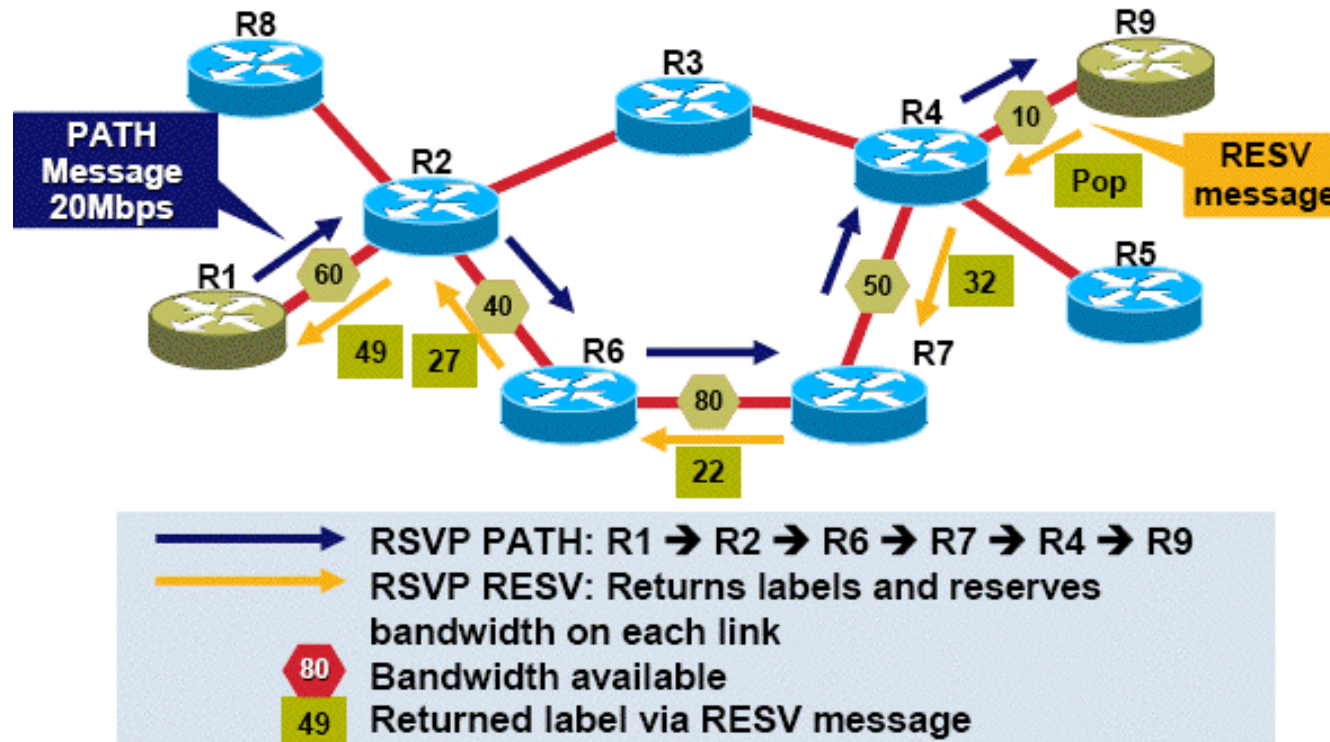 R8
R9
R3
R4
PATH
Message
20Mbps
10
R2
RESV
message
Pop
R1
60
R5
50
32
40
49
27
R6
R7
80
22
RSVP PATH: R1 ➔ R2 ➔ R6 ➔ R7 ➔ R4 ➔ R9
RSVP RESV: Returns labels and reserves
bandwidth on each link
80
Bandwidth available
49
Returned label via RESV message